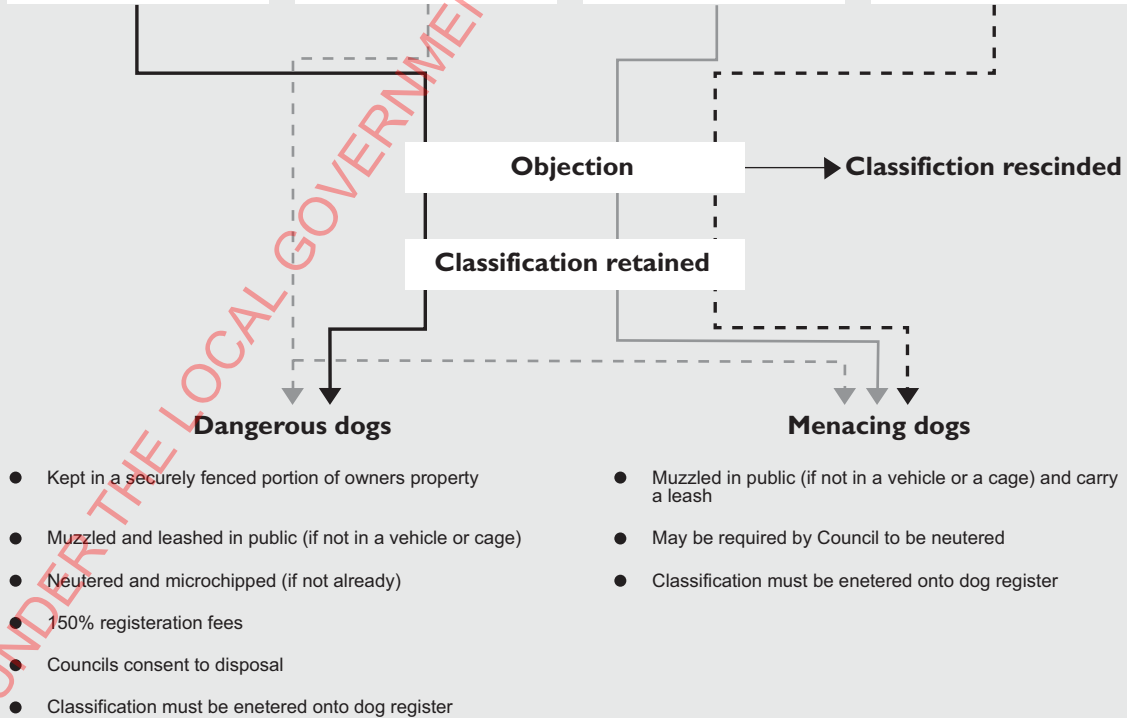 Objection
Classifiction rescinded
Classification retained
Dangerous dogs
● Kept in a securely fenced portion of owners property
● Muzzled and leashed in public (if not in a vehicle or cage)
● Neutered and microchipped (if not already)
● 150% registeration fees
● Councils consent to disposal
● Classification must be enetered onto dog register
Menacing dogs
● Muzzled in public (if not in a vehicle or a cage) and carry
a leash
● May be required by Council to be neutered
● Classification must be enetered onto dog register
UNDER THE LOCAL